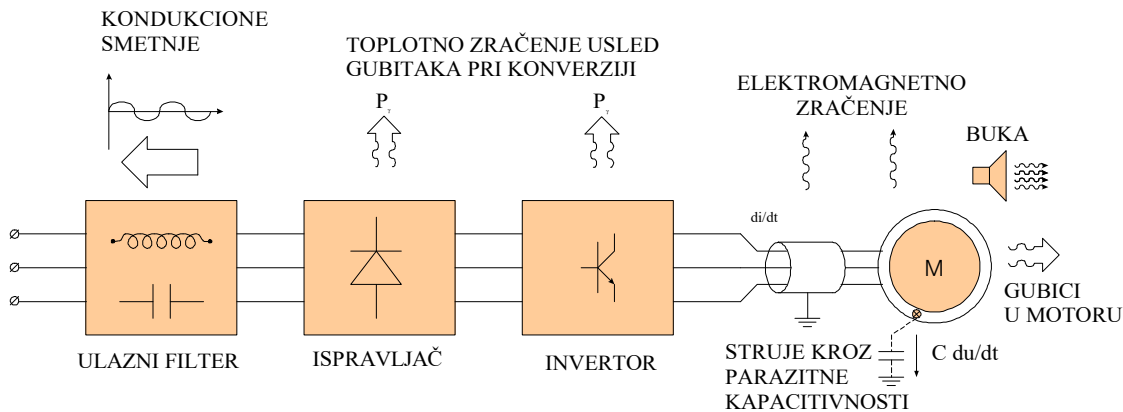 KONDUKCIONE
SMETNJE
TOPLOTNO ZRAČENJE USLED
GUBITAKA PRI KONVERZIJI
P
γ
P
γ
ELEKTROMAGNETNO
ZRAČENJE
BUKA
di/dt
M
GUBICI
U MOTORU
ULAZNI FILTER
ISPRAVLJAČ
INVERTOR
STRUJE KROZ
PARAZITNE
KAPACITIVNOSTI
C du/dt